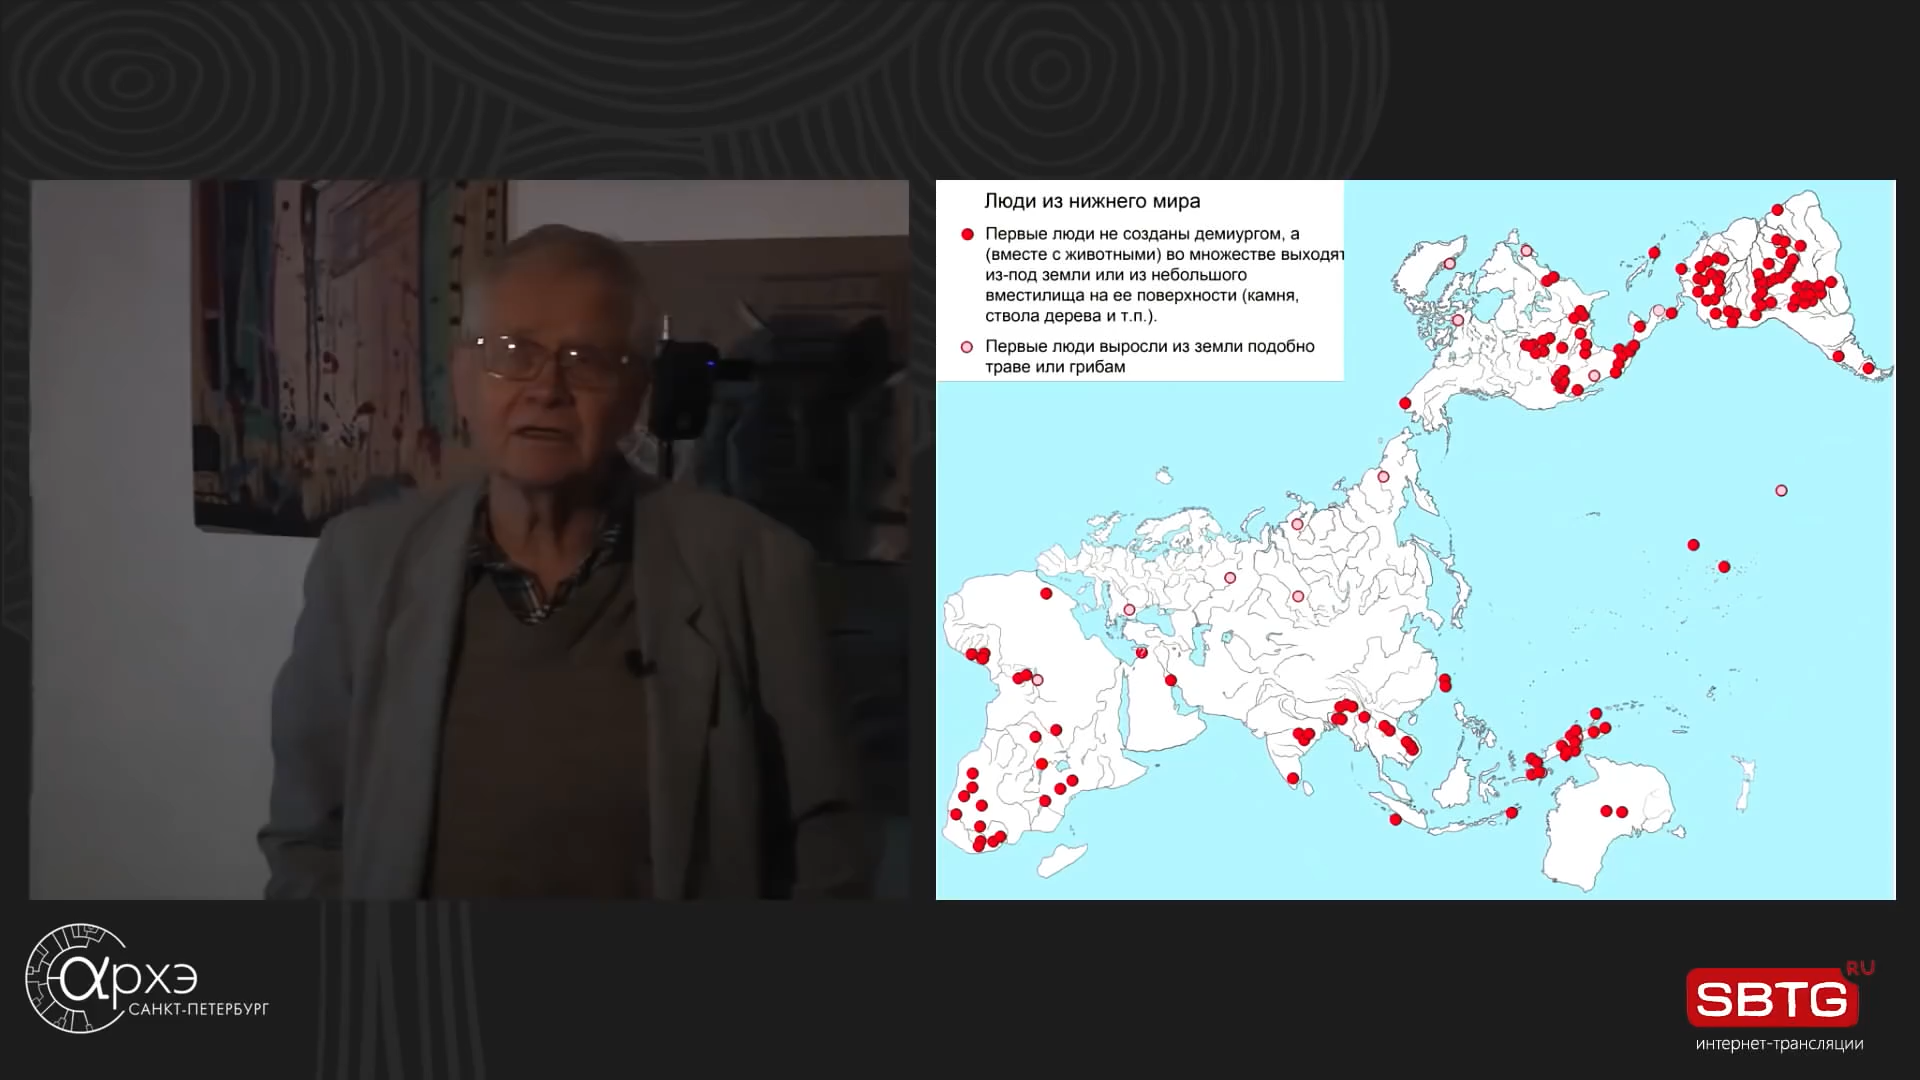 Люди из нижнего мира
Первые люди не созданы демиургом, а
(вместе с животными) во множестве выходят
из-под земли или из небольшого
вместилища на ее поверхности (камня,
ствола дерева и т.п.).
Первые люди выросли из земли подобно
траве или грибам
?
αрхэ
САНКТ-ПЕТЕРБУРГ
RU
SBTG
интернет-трансляции